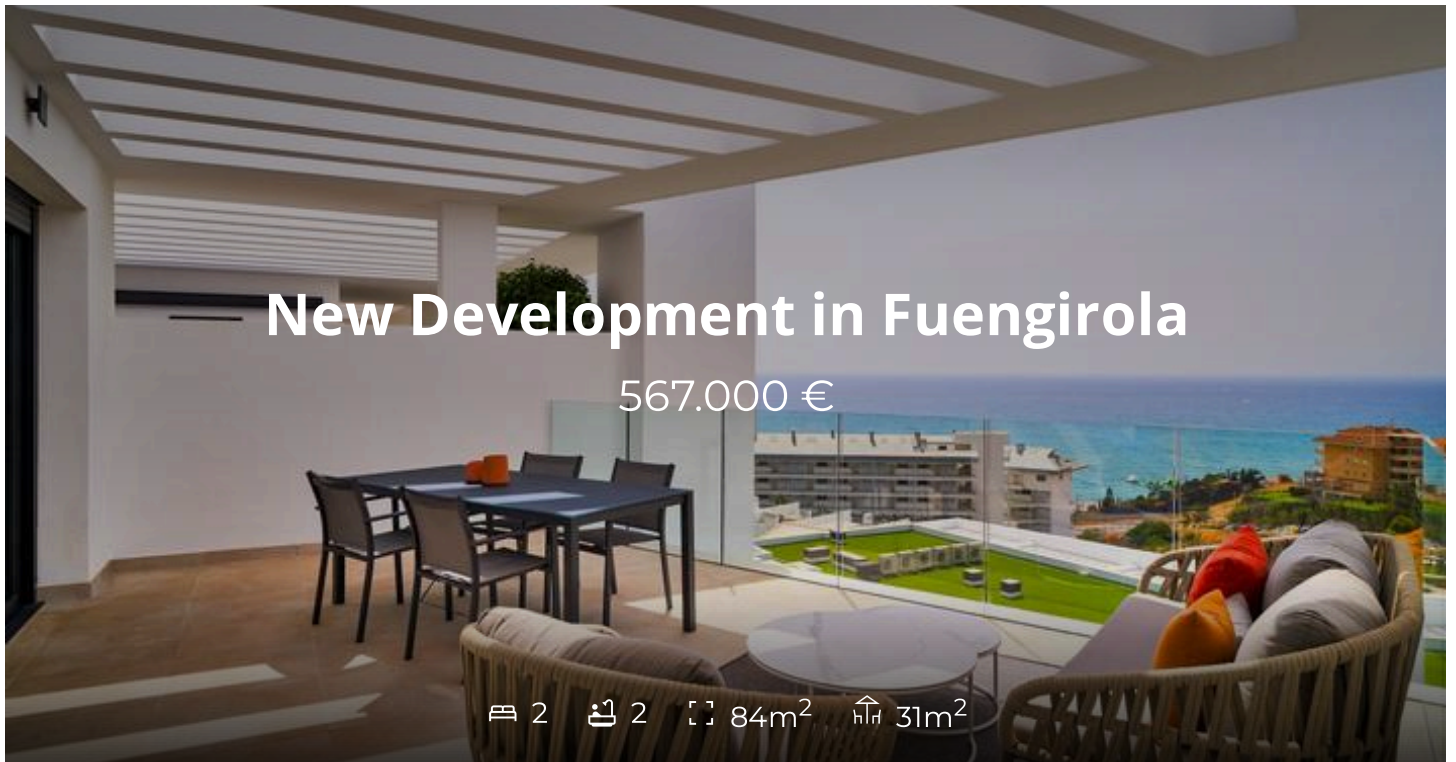 New Development in Fuengirola
567.000 €
2 2 84m² 31m²